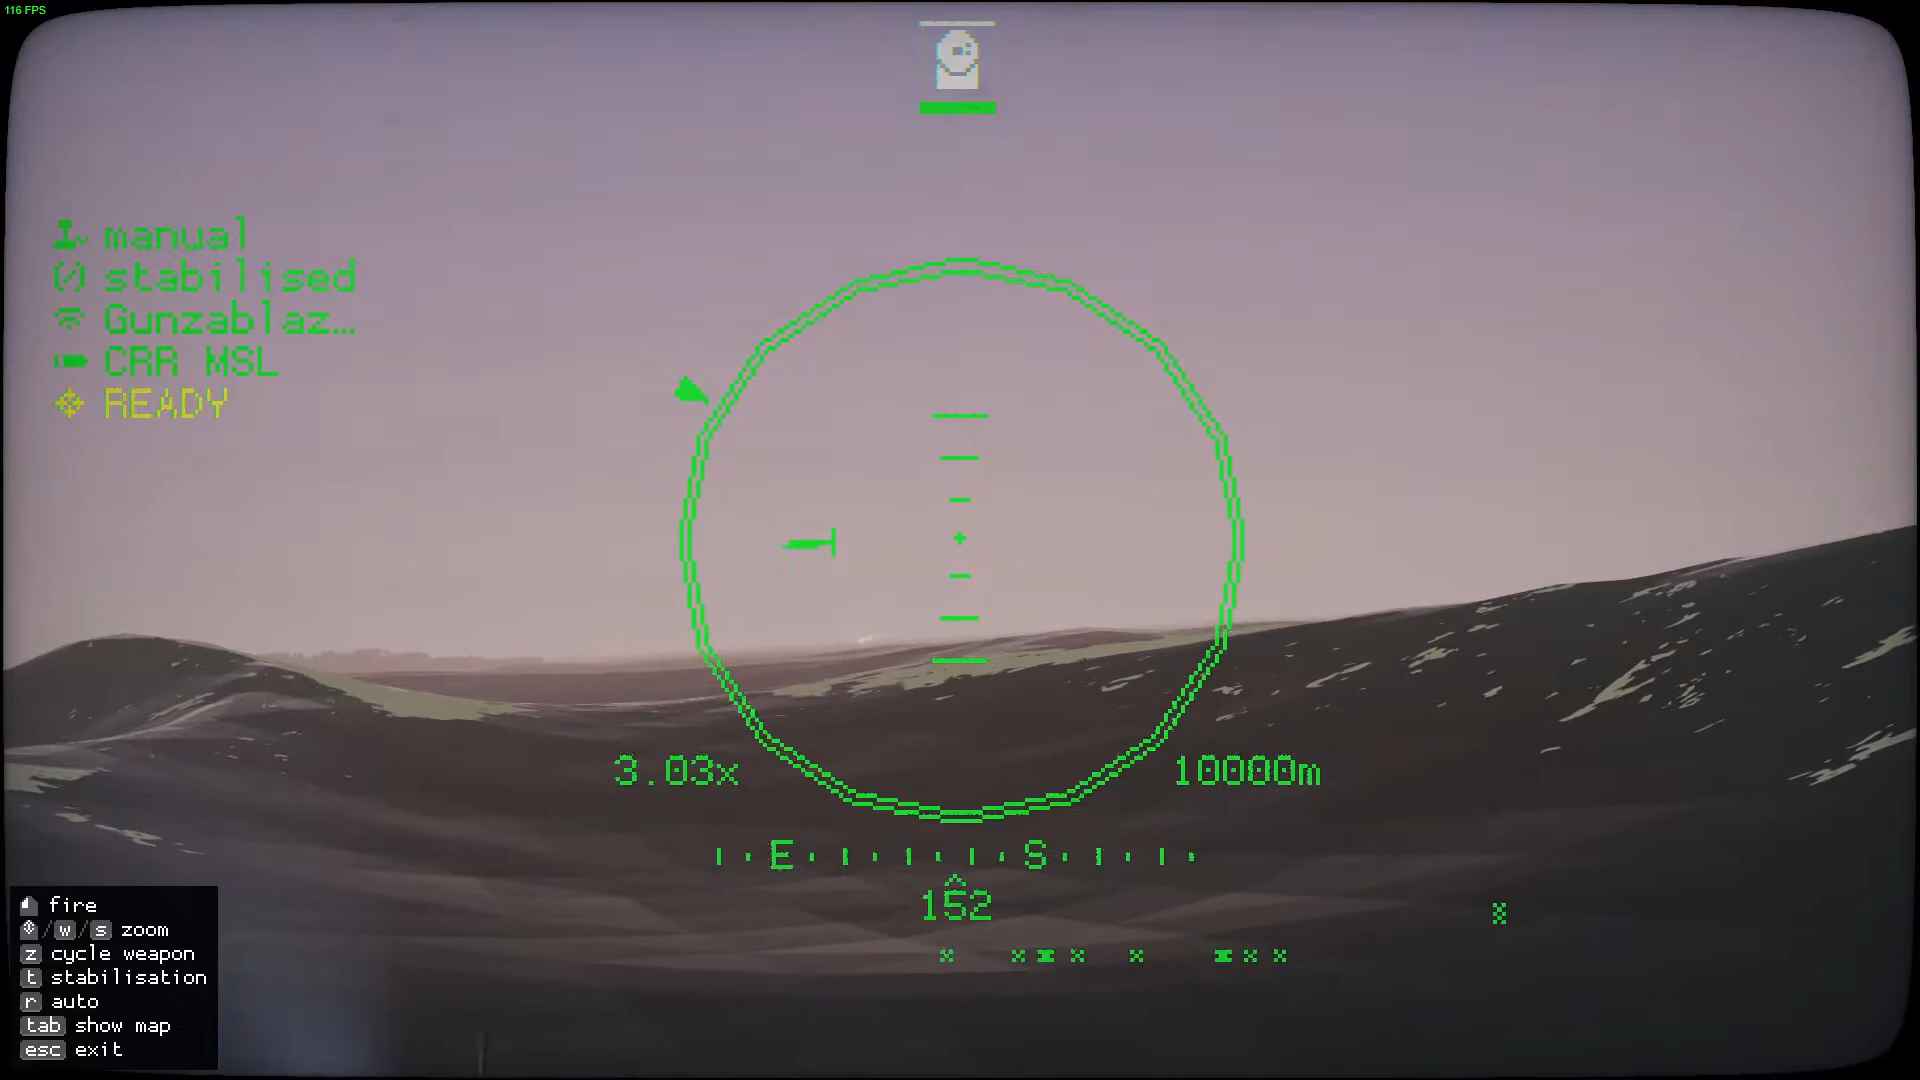 116 FPS
manual
stabilised
Gunzablaz…
CRR MSL
READY
3.03x
10000m
E
S
152
fire
/w/s zoom
z cycle weapon
t stabilisation
r auto
tab show map
esc exit